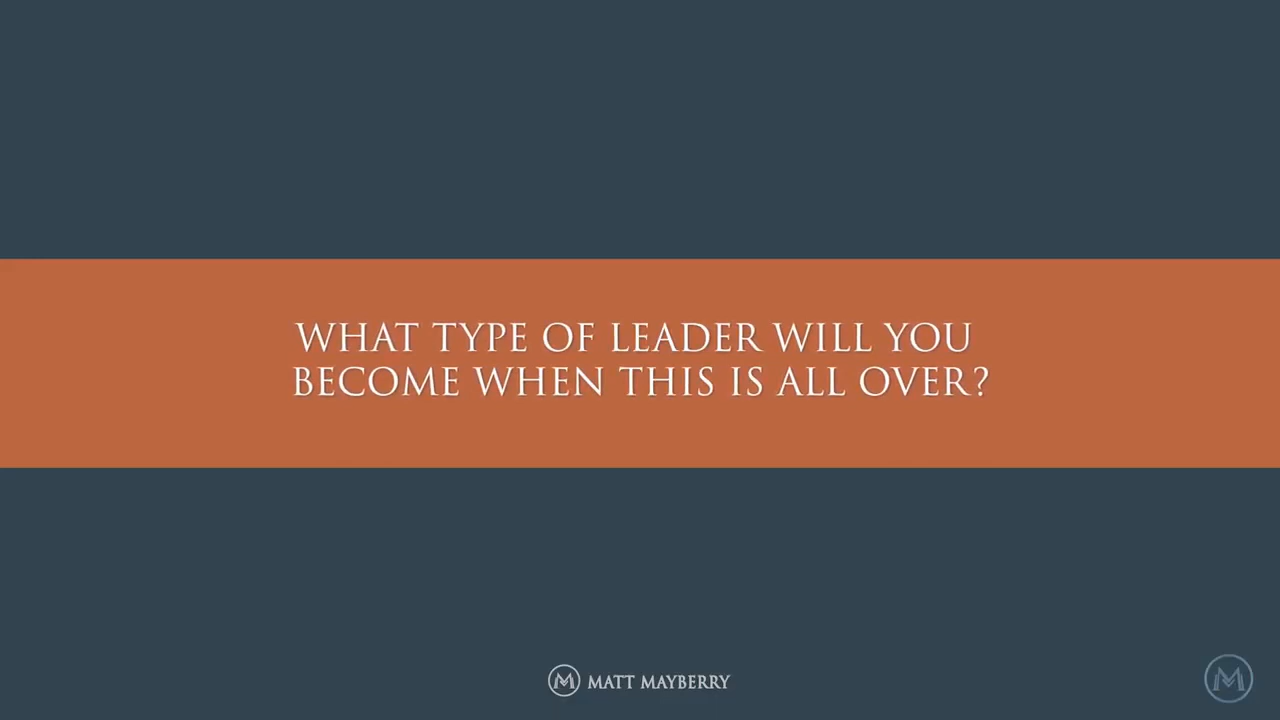 WHAT TYPE OF LEADER WILL YOU
BECOME WHEN THIS IS ALL OVER?
M MATT MAYBERRY
M